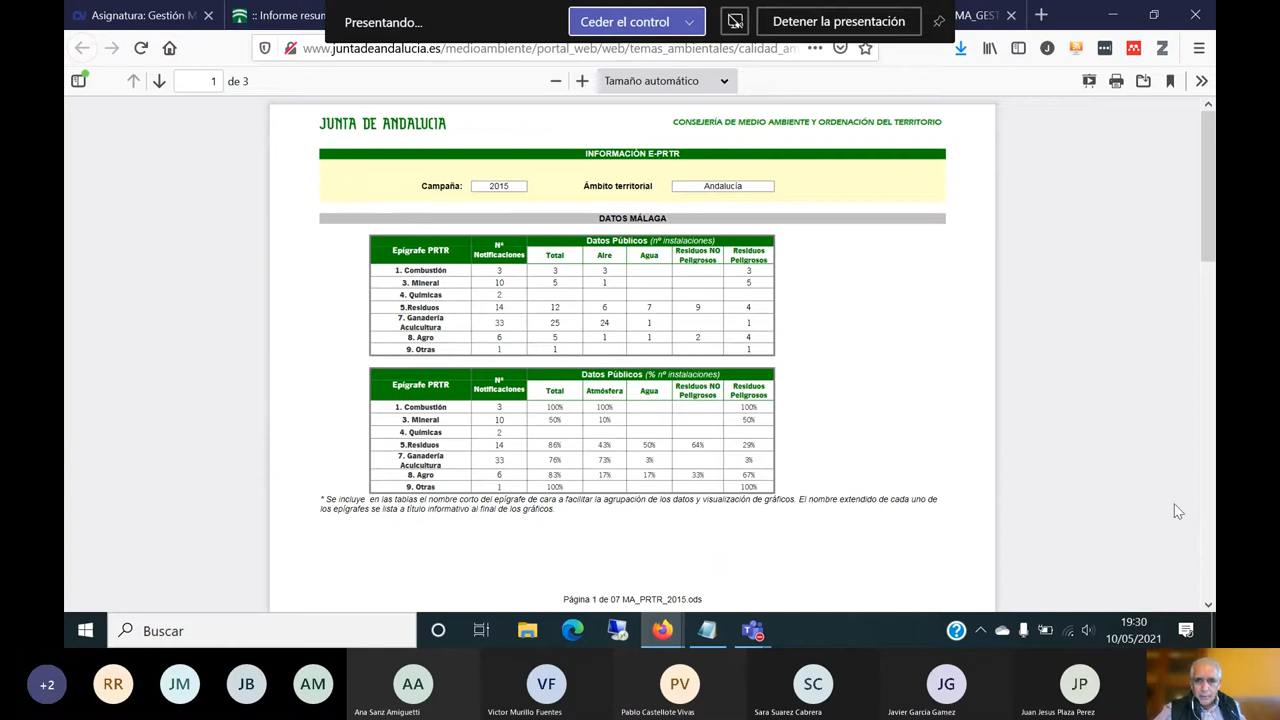 Asignatura: Gestión M
:: Informe resum
Presentando...
Ceder el control
Detener la presentación
MA_GEST
www.juntadeandalucia.es/medioambiente/portal_web/web/temas_ambientales/calidad_am
1 de 3
Tamaño automático
JUNTA DE ANDALUCIA
CONSEJERÍA DE MEDIO AMBIENTE Y ORDENACIÓN DEL TERRITORIO
INFORMACIÓN E-PRTR
Campaña: 2015 Ámbito territorial Andalucía
DATOS MÁLAGA
Epígrafe PRTR Nº Notificaciones Datos Públicos (nº instalaciones)
Total Aire Agua Residuos NO Peligrosos Residuos Peligrosos
1. Combustión 3 3 3 3
3. Mineral 10 5 1 5
4. Químicas 2
5.Residuos 14 12 6 7 9 4
7. Ganadería Acuicultura 33 25 24 1 1
8. Agro 6 5 1 1 2 4
9. Otras 1 1 1
Epígrafe PRTR Nº Notificaciones Datos Públicos (% nº instalaciones)
Total Atmósfera Agua Residuos NO Peligrosos Residuos Peligrosos
1. Combustión 3 100% 100% 100%
3. Mineral 10 50% 10% 50%
4. Químicas 2
5.Residuos 14 86% 43% 50% 64% 29%
7. Ganadería Acuicultura 33 76% 73% 3% 3%
8. Agro 6 83% 17% 17% 33% 67%
9. Otras 1 100% 100%
* Se incluye en las tablas el nombre corto del epígrafe de cara a facilitar la agrupación de los datos y visualización de gráficos. El nombre extendido de cada uno de
los epígrafes se lista a título informativo al final de los gráficos.
Página 1 de 07 MA_PRTR_2015.ods
Buscar
19:30
10/05/2021
+2 RR JM JB AM AA VF PV SC JG JP
Ana Sanz Amiguetti Victor Murillo Fuentes Pablo Castellote Vivas Sara Suarez Cabrera Javier Garcia Gamez Juan Jesus Plaza Perez